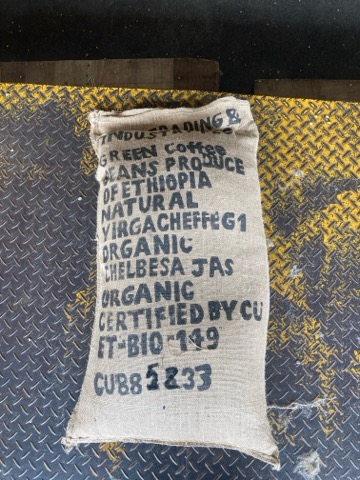 TRADING &
GREEN Coffee
BEANS PRODUCE
OF ETHIOPIA
NATURAL
YIRGACHEFFE G1
ORGANIC
CHELBESA JAS
ORGANIC
CERTIFIED BY CU
ET-BIO-149
CU885833